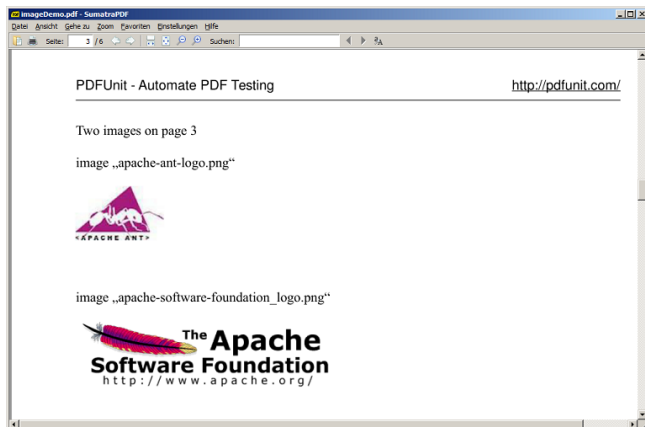 imageDemo.pdf - SumatraPDF
Datei Ansicht Gehe zu Zoom Favoriten Einstellungen Hilfe
Seite: 3 / 6 Suchen:
PDFUnit - Automate PDF Testing http://pdfunit.com/
Two images on page 3
image „apache-ant-logo.png“
<APACHE ANT>
image „apache-software-foundation_logo.png“
The Apache
Software Foundation
http://www.apache.org/